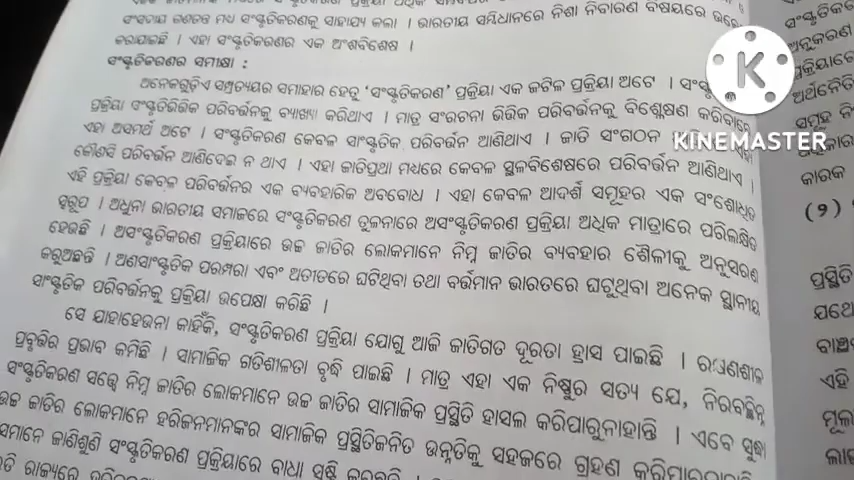 ସଂସଦୀୟ ଗଣତନ୍ତ୍ର ମଧ୍ୟ ସଂସ୍କୃତିକରଣକୁ ସାହାଯ୍ୟ କଲା । ଭାରତୀୟ ସମ୍ବିଧାନରେ ନିଶା ନିବାରଣ ବିଷୟରେ
କରାଯାଇଛି । ଏହା ସଂସ୍କୃତିକରଣର ଏକ ଅଂଶବିଶେଷ ।
ସଂସ୍କୃତିକରଣର ସମୀକ୍ଷା :
ଅନେକଗୁଡ଼ିଏ ସମ୍ପ୍ରତ୍ୟୟର ସମାହାର ହେତୁ ‘ସଂସ୍କୃତିକରଣ’ ପ୍ରକ୍ରିୟା ଏକ ଜଟିଳ ପ୍ରକ୍ରିୟା ଅଟେ ।
ପ୍ରକ୍ରିୟା ସଂସ୍କୃତିଭିତ୍ତିକ ପରିବର୍ତ୍ତନକୁ ବ୍ୟାଖ୍ୟା କରିଥାଏ । ମାତ୍ର ସଂରଚନା ଭିତ୍ତିକ ପରିବର୍ତ୍ତନକୁ ବିଶ୍ଳେଷଣ କରିବାରେ
ଏହା ଅସମର୍ଥ ଅଟେ । ସଂସ୍କୃତିକରଣ କେବଳ ସାଂସ୍କୃତିକ ପରିବର୍ତ୍ତନ ଆଣିଥାଏ । ଜାତି ସଂଗଠନ ଏହା
କୌଣସି ପରିବର୍ତ୍ତନ ଆଣିଦେଇ ନ ଥାଏ । ଏହା ଜାତିପ୍ରଥା ମଧ୍ୟରେ କେବଳ ସ୍ଥଳବିଶେଷରେ ପରିବର୍ତ୍ତନ ଆଣିଥାଏ ।
ଏହି ପ୍ରକ୍ରିୟା କେବଳ ପରିବର୍ତ୍ତନର ଏକ ବ୍ୟବହାରିକ ଅବବୋଧ । ଏହା କେବଳ ଆଦର୍ଶ ସମୂହର ଏକ ସଂଶୋଧିତ
ସ୍ୱରୂପ । ଅଧୁନା ଭାରତୀୟ ସମାଜରେ ସଂସ୍କୃତିକରଣ ତୁଳନାରେ ଅସଂସ୍କୃତିକରଣ ପ୍ରକ୍ରିୟା ଅଧିକ ମାତ୍ରାରେ ପରିଲକ୍ଷିତ
ହେଉଛି । ଅସଂସ୍କୃତିକରଣ ପ୍ରକ୍ରିୟାରେ ଉଚ୍ଚ ଜାତିର ଲୋକମାନେ ନିମ୍ନ ଜାତିର ବ୍ୟବହାର ଶୈଳୀକୁ ଅନୁସରଣ
କରୁଅଛନ୍ତି । ଅଣସାଂସ୍କୃତିକ ପରମ୍ପରା ଏବଂ ଅତୀତରେ ଘଟିଥିବା ତଥା ବର୍ତ୍ତମାନ ଭାରତରେ ଘଟୁଥିବା ଅନେକ ସ୍ଥାନୀୟ
ସାଂସ୍କୃତିକ ପରିବର୍ତ୍ତନକୁ ପ୍ରକ୍ରିୟା ଉପେକ୍ଷା କରିଛି ।
ସେ ଯାହାହେଉନା କାହିଁକି, ସଂସ୍କୃତିକରଣ ପ୍ରକ୍ରିୟା ଯୋଗୁ ଆଜି ଜାତିଗତ ଦୂରତା ହ୍ରାସ ପାଇଛି ।
ପ୍ରବୃତ୍ତିର ପ୍ରଭାବ କମିଛି । ସାମାଜିକ ଗତିଶୀଳତା ବୃଦ୍ଧି ପାଇଛି । ମାତ୍ର ଏହା ଏକ ନିଷ୍ଠୁର ସତ୍ୟ ଯେ, ନିରବଚ୍ଛିନ୍ନ
ସଂସ୍କୃତିକରଣ ସତ୍ତ୍ୱେ ନିମ୍ନ ଜାତିର ଲୋକମାନେ ଉଚ୍ଚ ଜାତିର ସାମାଜିକ ପ୍ରସ୍ଥିତି ହାସଲ କରିପାରୁନାହାନ୍ତି । ଏବେ ସୁଦ୍ଧା
ଉଚ୍ଚ ଜାତିର ଲୋକମାନେ ହରିଜନମାନଙ୍କର ସାମାଜିକ ପ୍ରସ୍ଥିତିଜନିତ ଉନ୍ନତିକୁ ସହଜରେ ଗ୍ରହଣ
ଜାଣିଶୁଣି ସଂସ୍କୃତିକରଣ ପ୍ରକ୍ରିୟାରେ ବାଧା ସୃଷ୍ଟି
KINEMASTER
କାରକ
(୨)
ପ୍ରସ୍ଥିତି
ଏହି